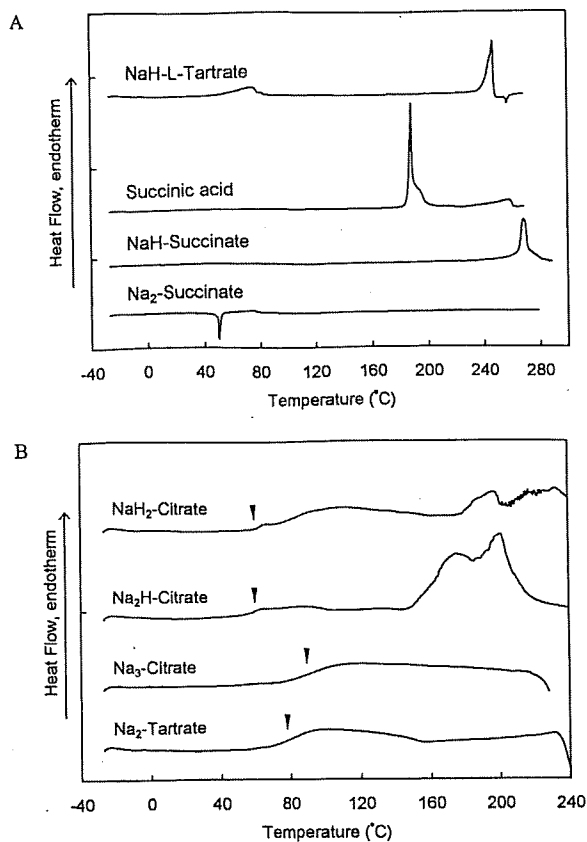 A
Heat Flow, endotherm
NaH-L-Tartrate
Succinic acid
NaH-Succinate
Na₂-Succinate
-40 0 40 80 120 160 200 240 280
Temperature (°C)
B
Heat Flow, endotherm
NaH₂-Citrate
Na₂H-Citrate
Na₃-Citrate
Na₂-Tartrate
-40 0 40 80 120 160 200 240
Temperature (°C)